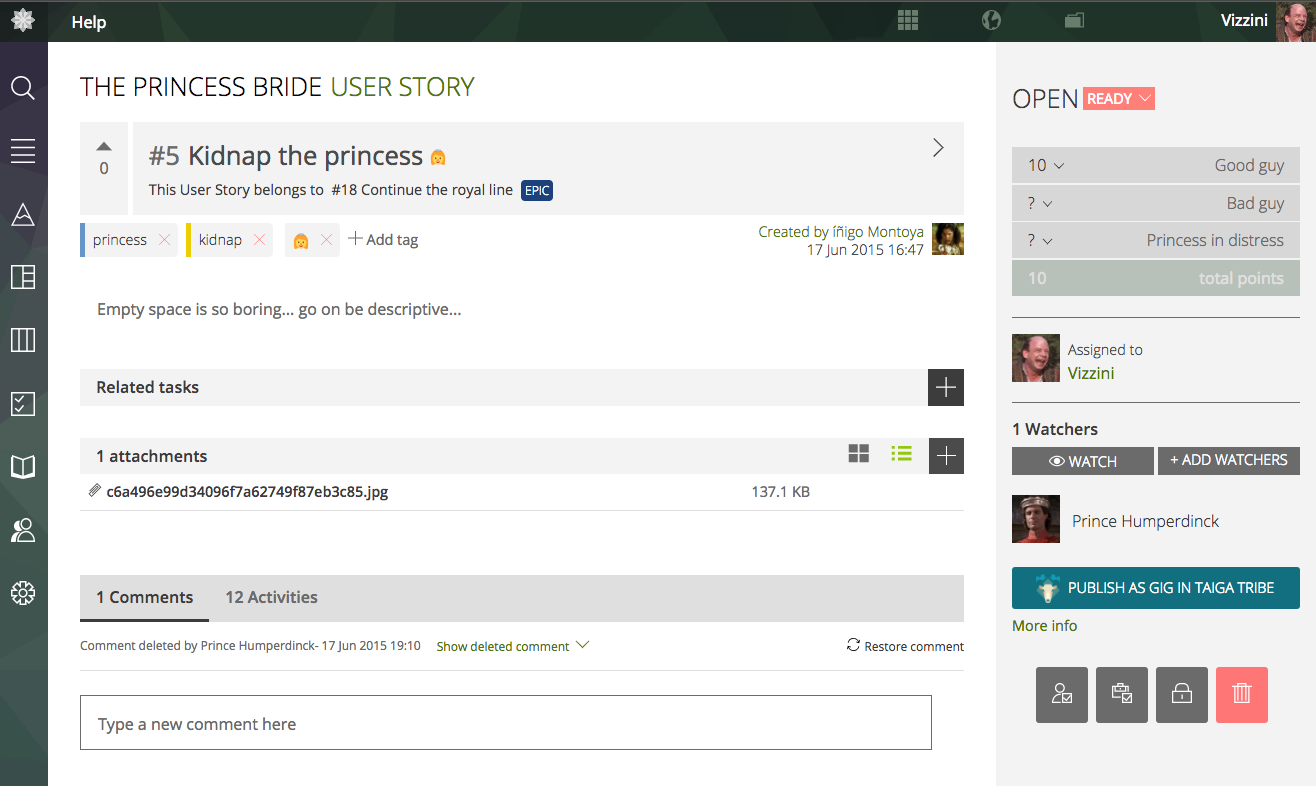 Help
Vizzini
THE PRINCESS BRIDE USER STORY
0
#5 Kidnap the princess
This User Story belongs to #18 Continue the royal line EPIC
princess
kidnap
Add tag
Created by íñigo Montoya
17 Jun 2015 16:47
Empty space is so boring... go on be descriptive...
Related tasks
1 attachments
c6a496e99d34096f7a62749f87eb3c85.jpg 137.1 KB
1 Comments 12 Activities
Comment deleted by Prince Humperdinck- 17 Jun 2015 19:10 Show deleted comment Restore comment
Type a new comment here
OPEN READY
10 Good guy
? Bad guy
? Princess in distress
10 total points
Assigned to
Vizzini
1 Watchers
WATCH + ADD WATCHERS
Prince Humperdinck
PUBLISH AS GIG IN TAIGA TRIBE
More info